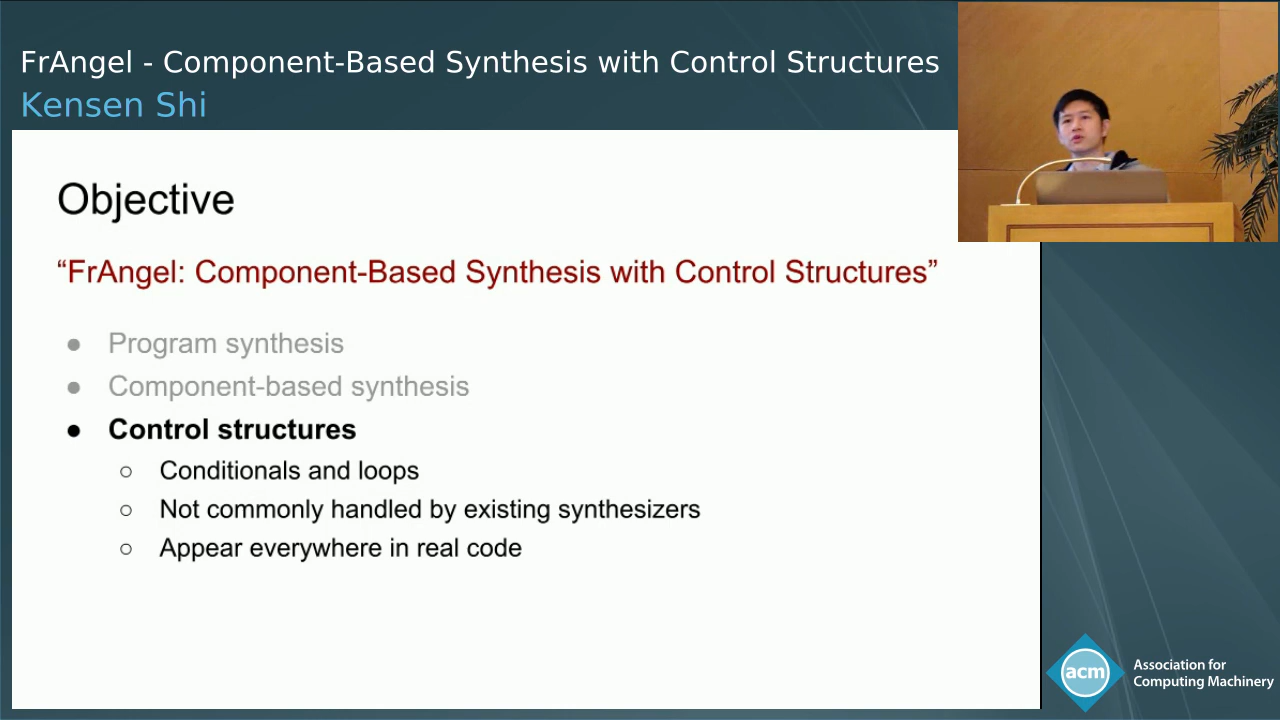 FrAngel - Component-Based Synthesis with Control Structures
Kensen Shi
Objective
“FrAngel: Component-Based Synthesis with Control Structures”
● Program synthesis
● Component-based synthesis
● Control structures
○ Conditionals and loops
○ Not commonly handled by existing synthesizers
○ Appear everywhere in real code
acm
Association for
Computing Machinery